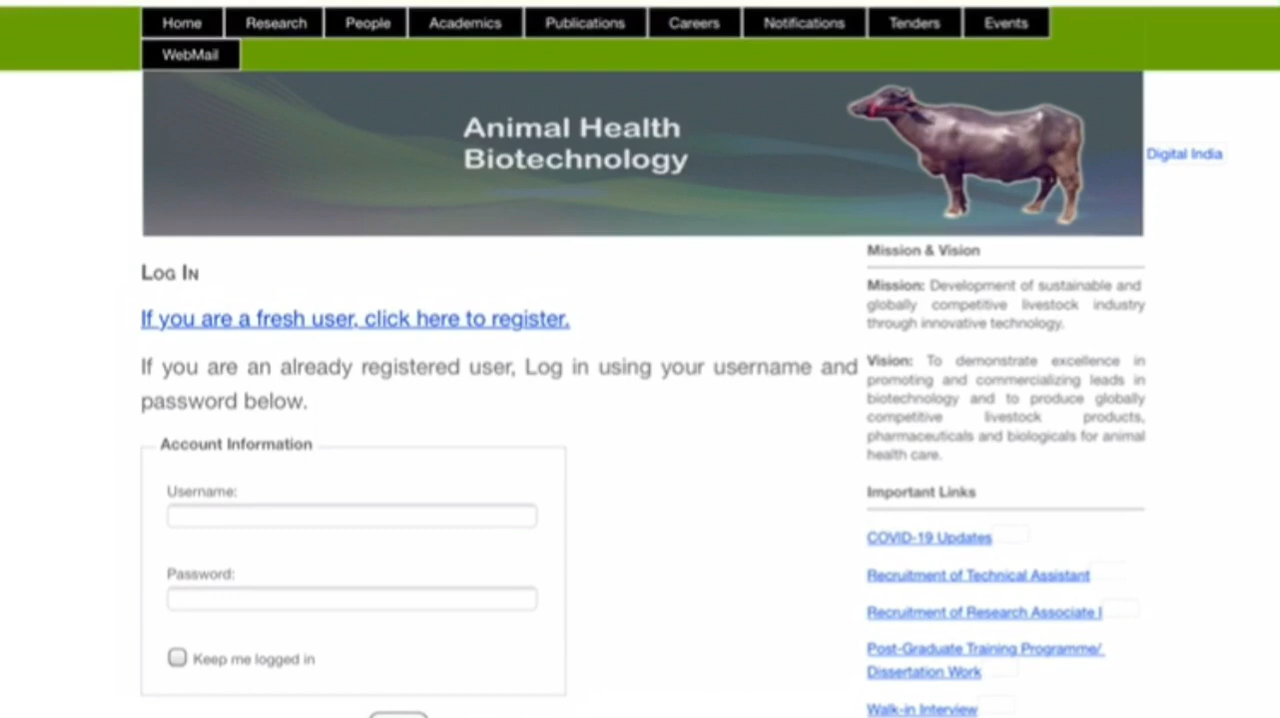 Home Research People Academics Publications Careers Notifications Tenders Events
WebMail
Animal Health
Biotechnology
Digital India
Log In
If you are a fresh user, click here to register.
If you are an already registered user, Log in using your username and
password below.
Account Information
Username:
Password:
Keep me logged in
Mission & Vision
Mission: Development of sustainable and
globally competitive livestock industry
through innovative technology.
Vision: To demonstrate excellence in
promoting and commercializing leads in
biotechnology and to produce globally
competitive livestock products,
pharmaceuticals and biologicals for animal
health care.
Important Links
COVID-19 Updates
Recruitment of Technical Assistant
Recruitment of Research Associate I
Post-Graduate Training Programme/
Dissertation Work
Walk-in Interview